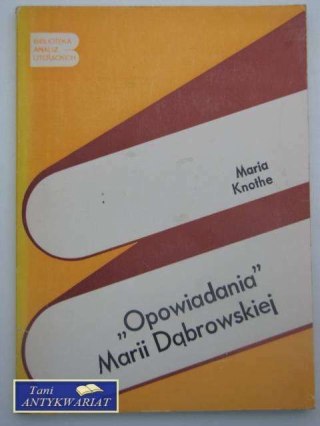 BIBLIOTEKA
ANALIZ
LITERACKICH
Maria
Knothe
„Opowiadania”
Marii Dąbrowskiej
Tani
ANTYKWARIAT